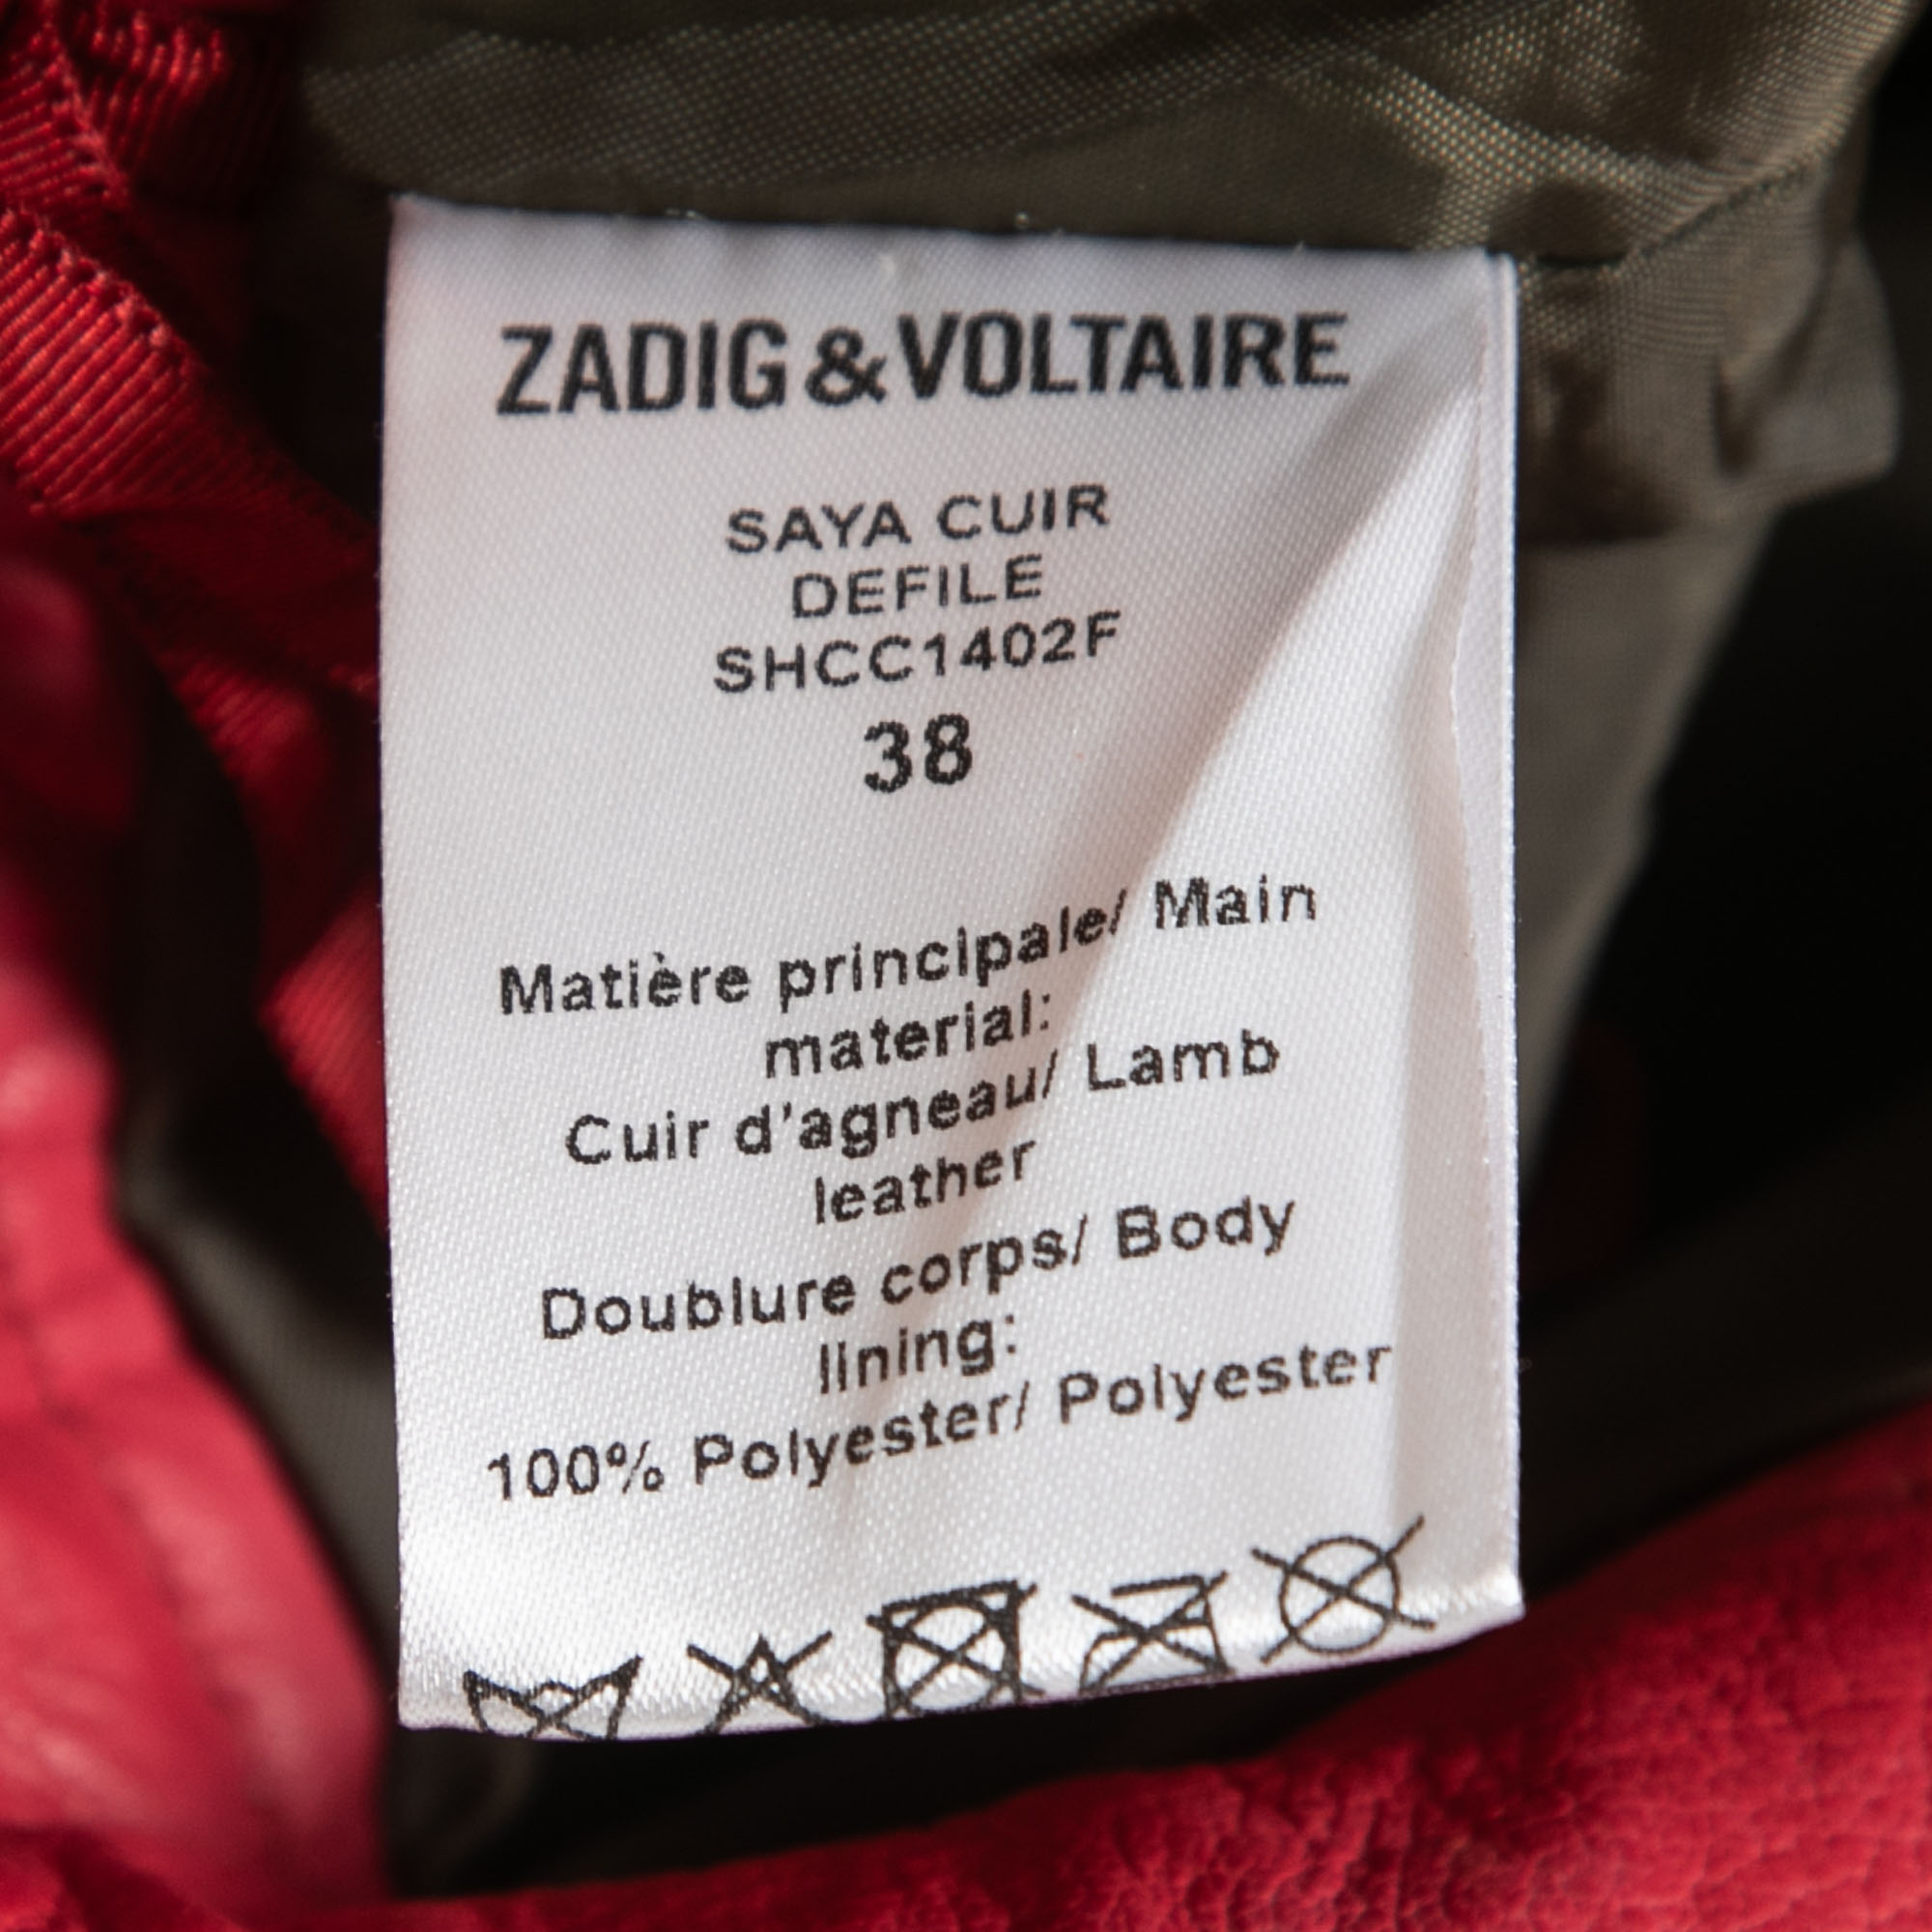 ZADIG&VOLTAIRE
SAYA CUIR
DEFILE
SHCC1402F
38
Matière principale/ Main
material:
Cuir d'agneau/ Lamb
leather
Doublure corps/ Body
lining:
100% Polyester/ Polyester